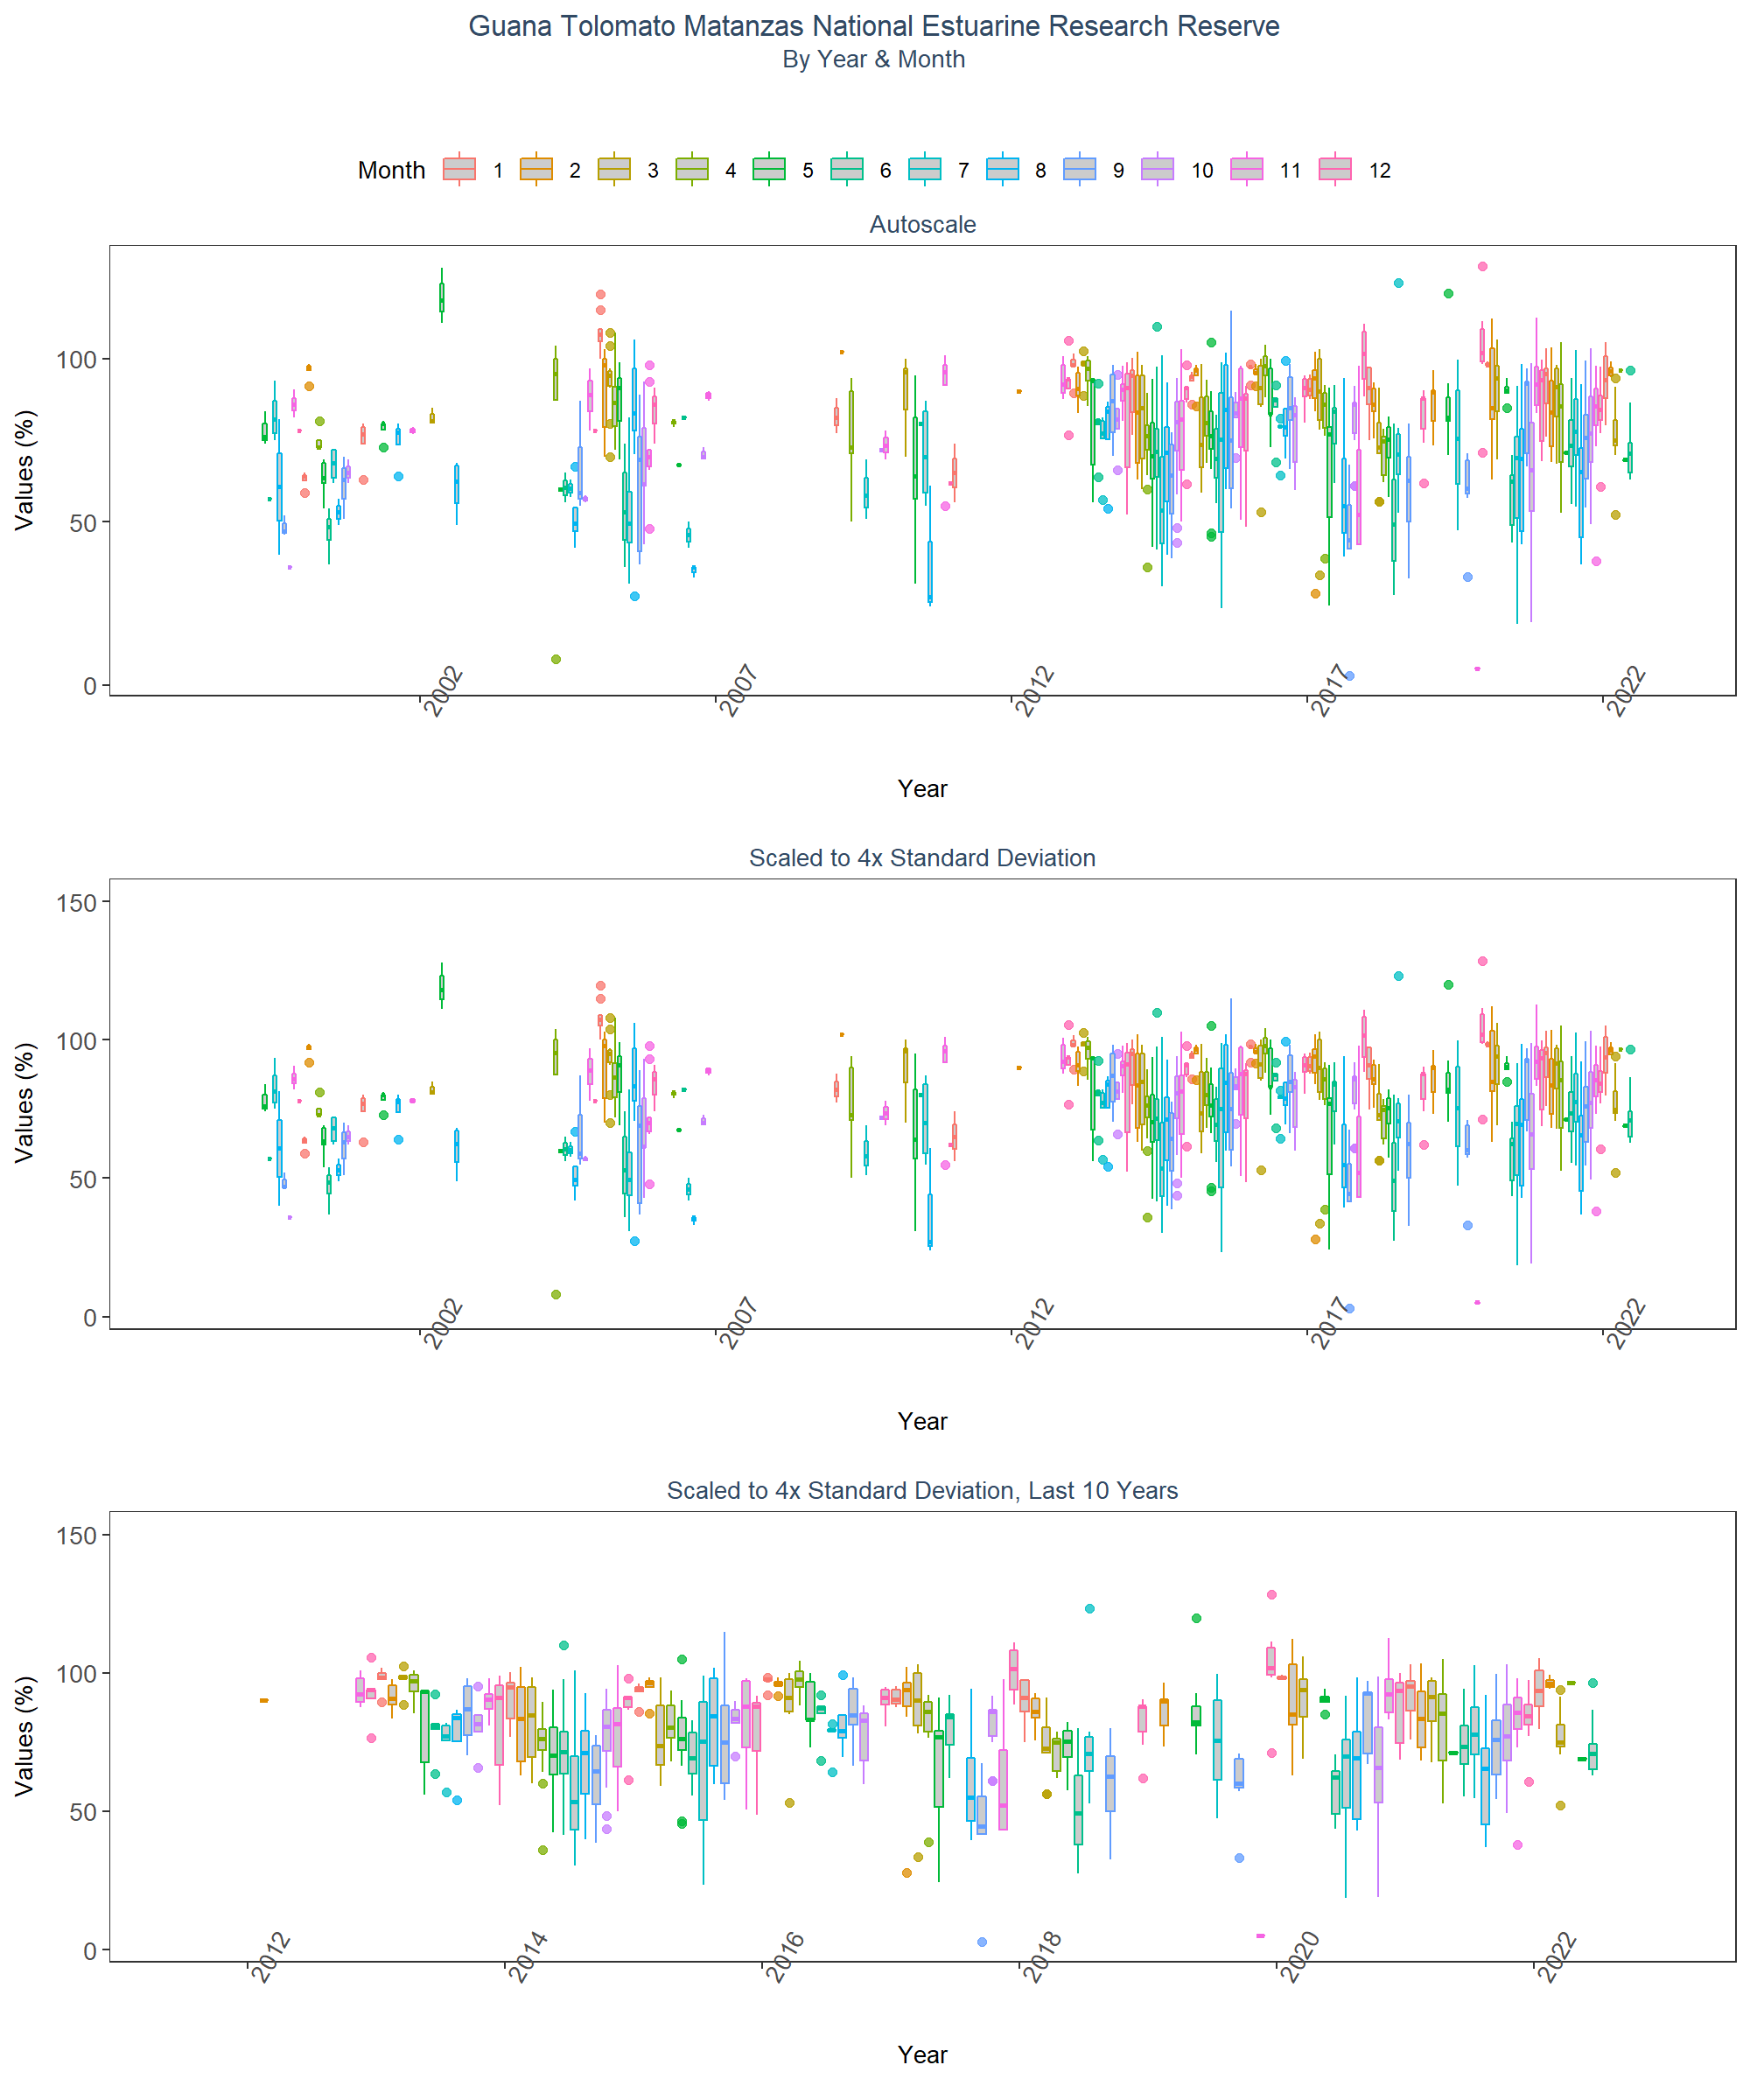 Guana Tolomato Matanzas National Estuarine Research Reserve
By Year & Month
Month 1 2 3 4 5 6 7 8 9 10 11 12
Autoscale
Values (%)
100
50
0
2002 2007 2012 2017 2022
Year
Scaled to 4x Standard Deviation
Values (%)
150
100
50
0
2002 2007 2012 2017 2022
Year
Scaled to 4x Standard Deviation, Last 10 Years
Values (%)
150
100
50
0
2012 2014 2016 2018 2020 2022
Year